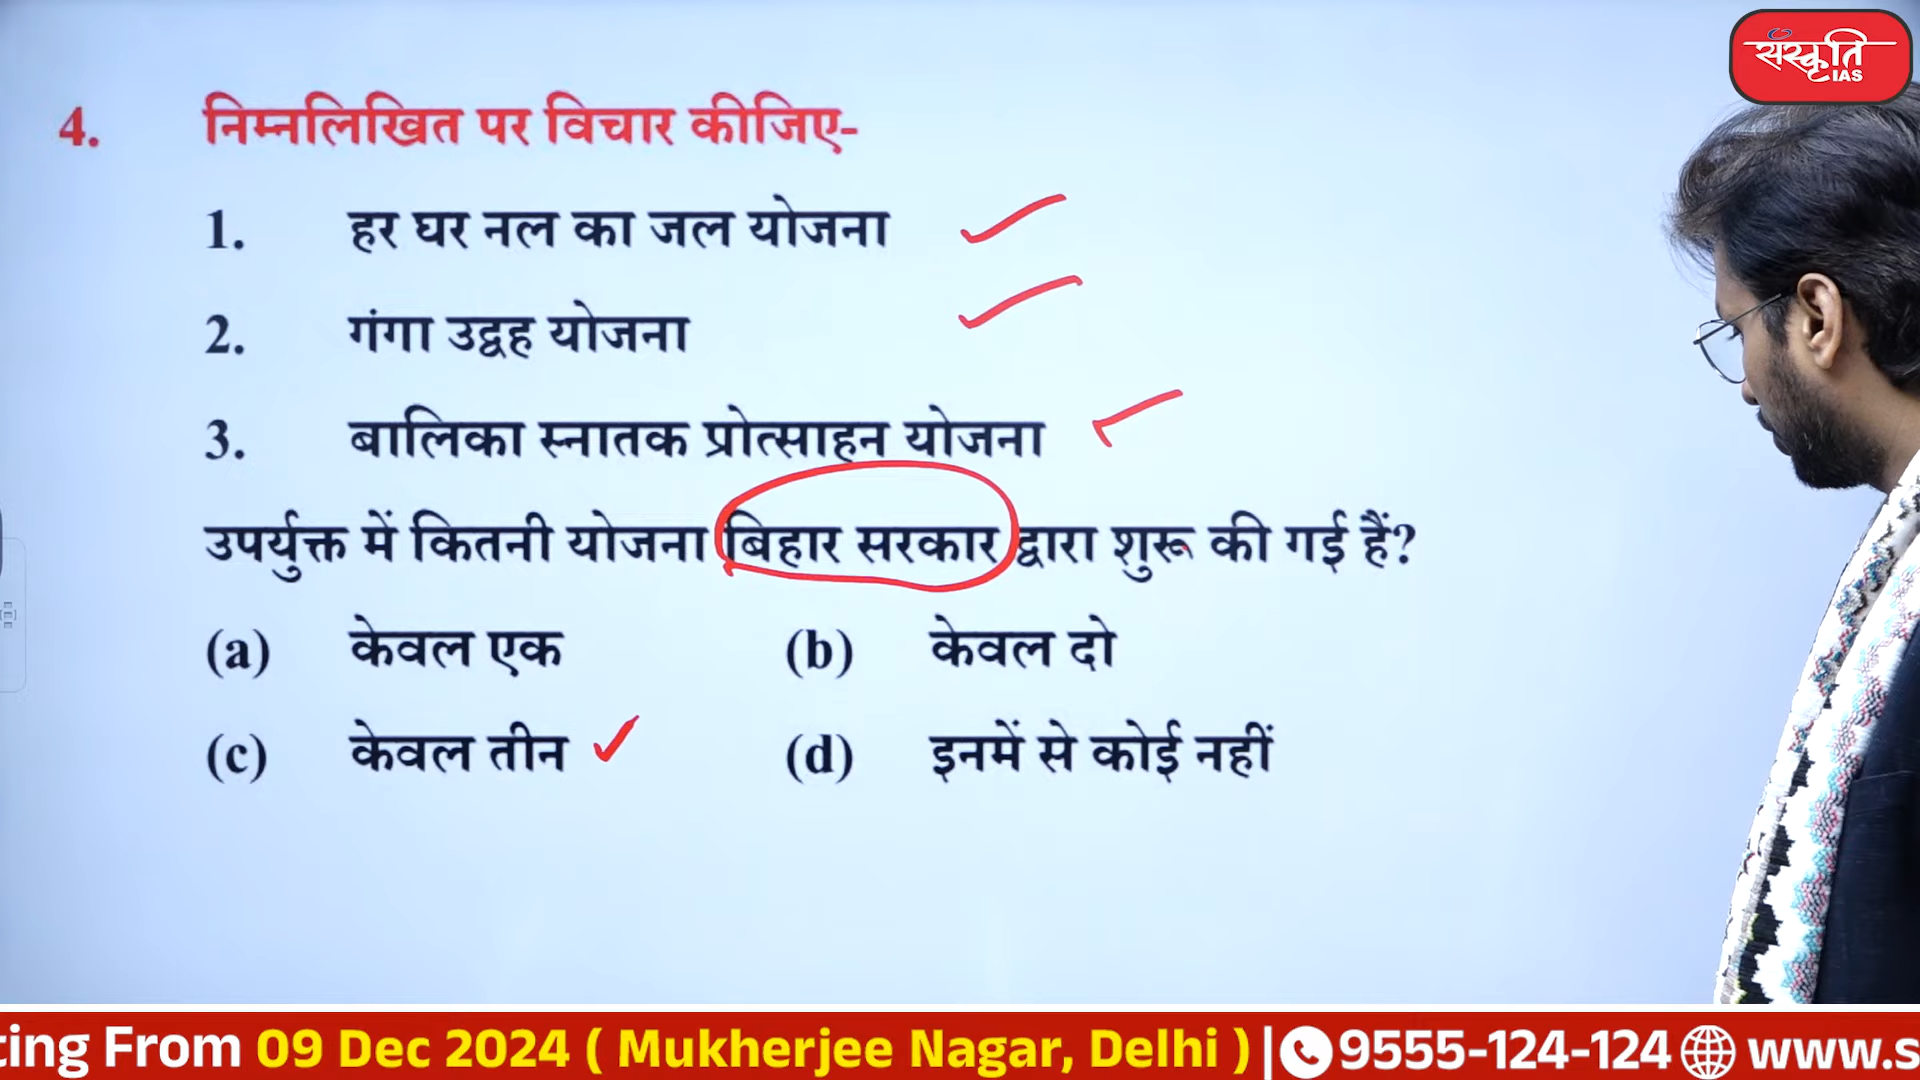 संस्कृति
IAS
4. निम्नलिखित पर विचार कीजिए-
1. हर घर नल का जल योजना
2. गंगा उद्वह योजना
3. बालिका स्नातक प्रोत्साहन योजना
उपर्युक्त में कितनी योजना बिहार सरकार द्वारा शुरू की गई हैं?
(a) केवल एक (b) केवल दो
(c) केवल तीन (d) इनमें से कोई नहीं
ting From 09 Dec 2024 ( Mukherjee Nagar, Delhi ) | 9555-124-124 www.s